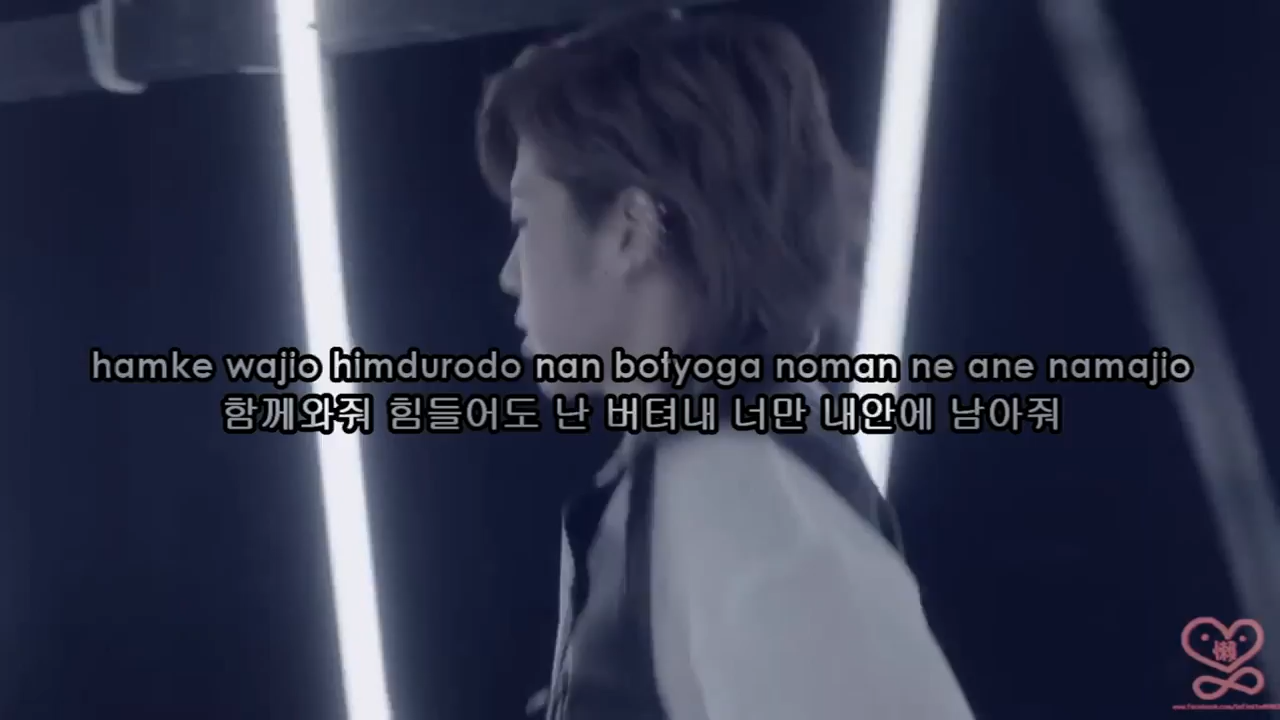 hamke wajio himdurodo nan botyoga noman ne ane namajio
함께와줘 힘들어도 난 버텨내 너만 내안에 남아줘
懶